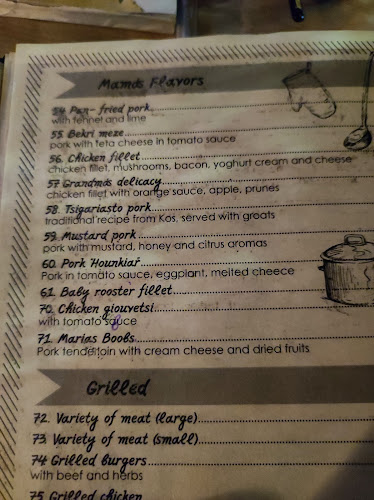 Mamas Flavors
54. Pan-fried pork
with fennel and lime
55. Bekri meze
pork with feta cheese in tomato sauce
56. Chicken fillet
chicken fillet, mushrooms, bacon, yoghurt cream and cheese
57. Grandmas delicacy
chicken fillet with orange sauce, apple, prunes
58. Tsigariasto pork
traditional recipe from Kos, served with groats
59. Mustard pork
pork with mustard, honey and citrus aromas
60. Pork Hounkiar
Pork in tomato sauce, eggplant, melted cheece
61. Baby rooster fillet
70. Chicken giouvetsi
with tomato sauce
71. Marias Boobs
Pork tenderloin with cream cheese and dried fruits
Grilled
72. Variety of meat (large)
73 Variety of meat (small)
74 Grilled burgers
with beef and herbs
75 Grilled chicken